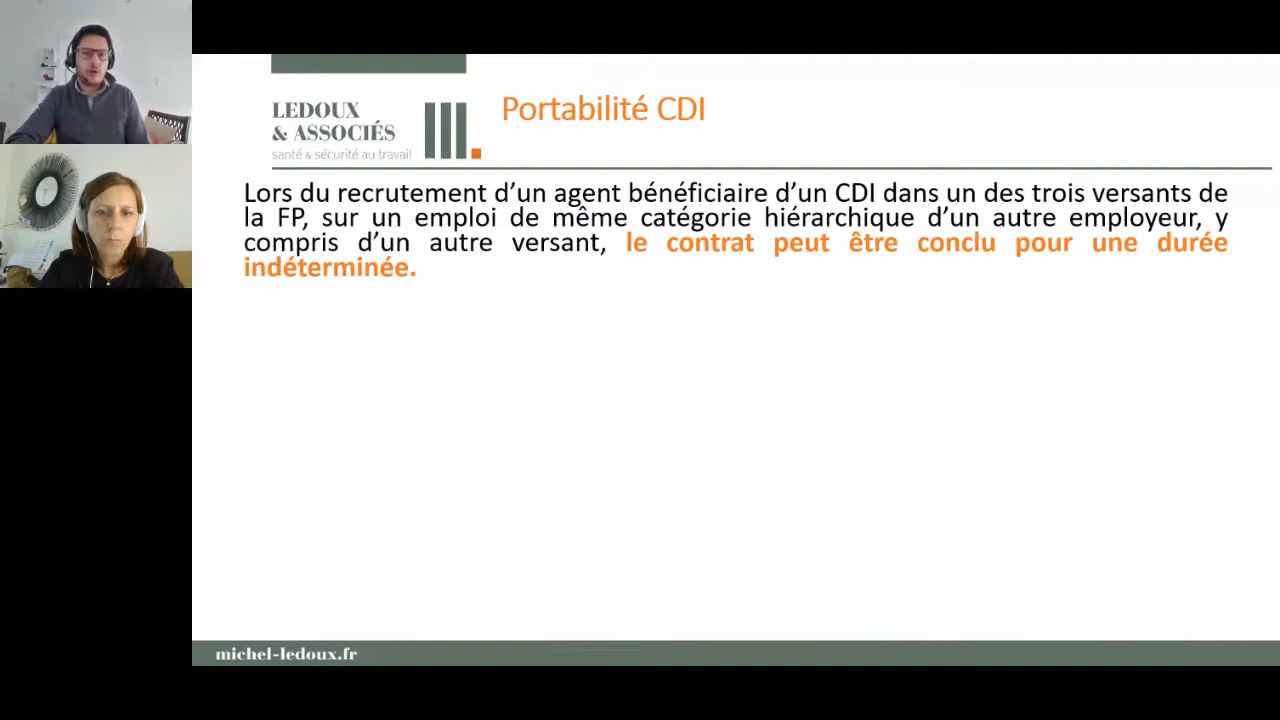 LEDOUX
& ASSOCIÉS
santé & sécurité au travail
Portabilité CDI
Lors du recrutement d’un agent bénéficiaire d’un CDI dans un des trois versants de
la FP, sur un emploi de même catégorie hiérarchique d’un autre employeur, y
compris d’un autre versant, le contrat peut être conclu pour une durée
indéterminée.
michel-ledoux.fr